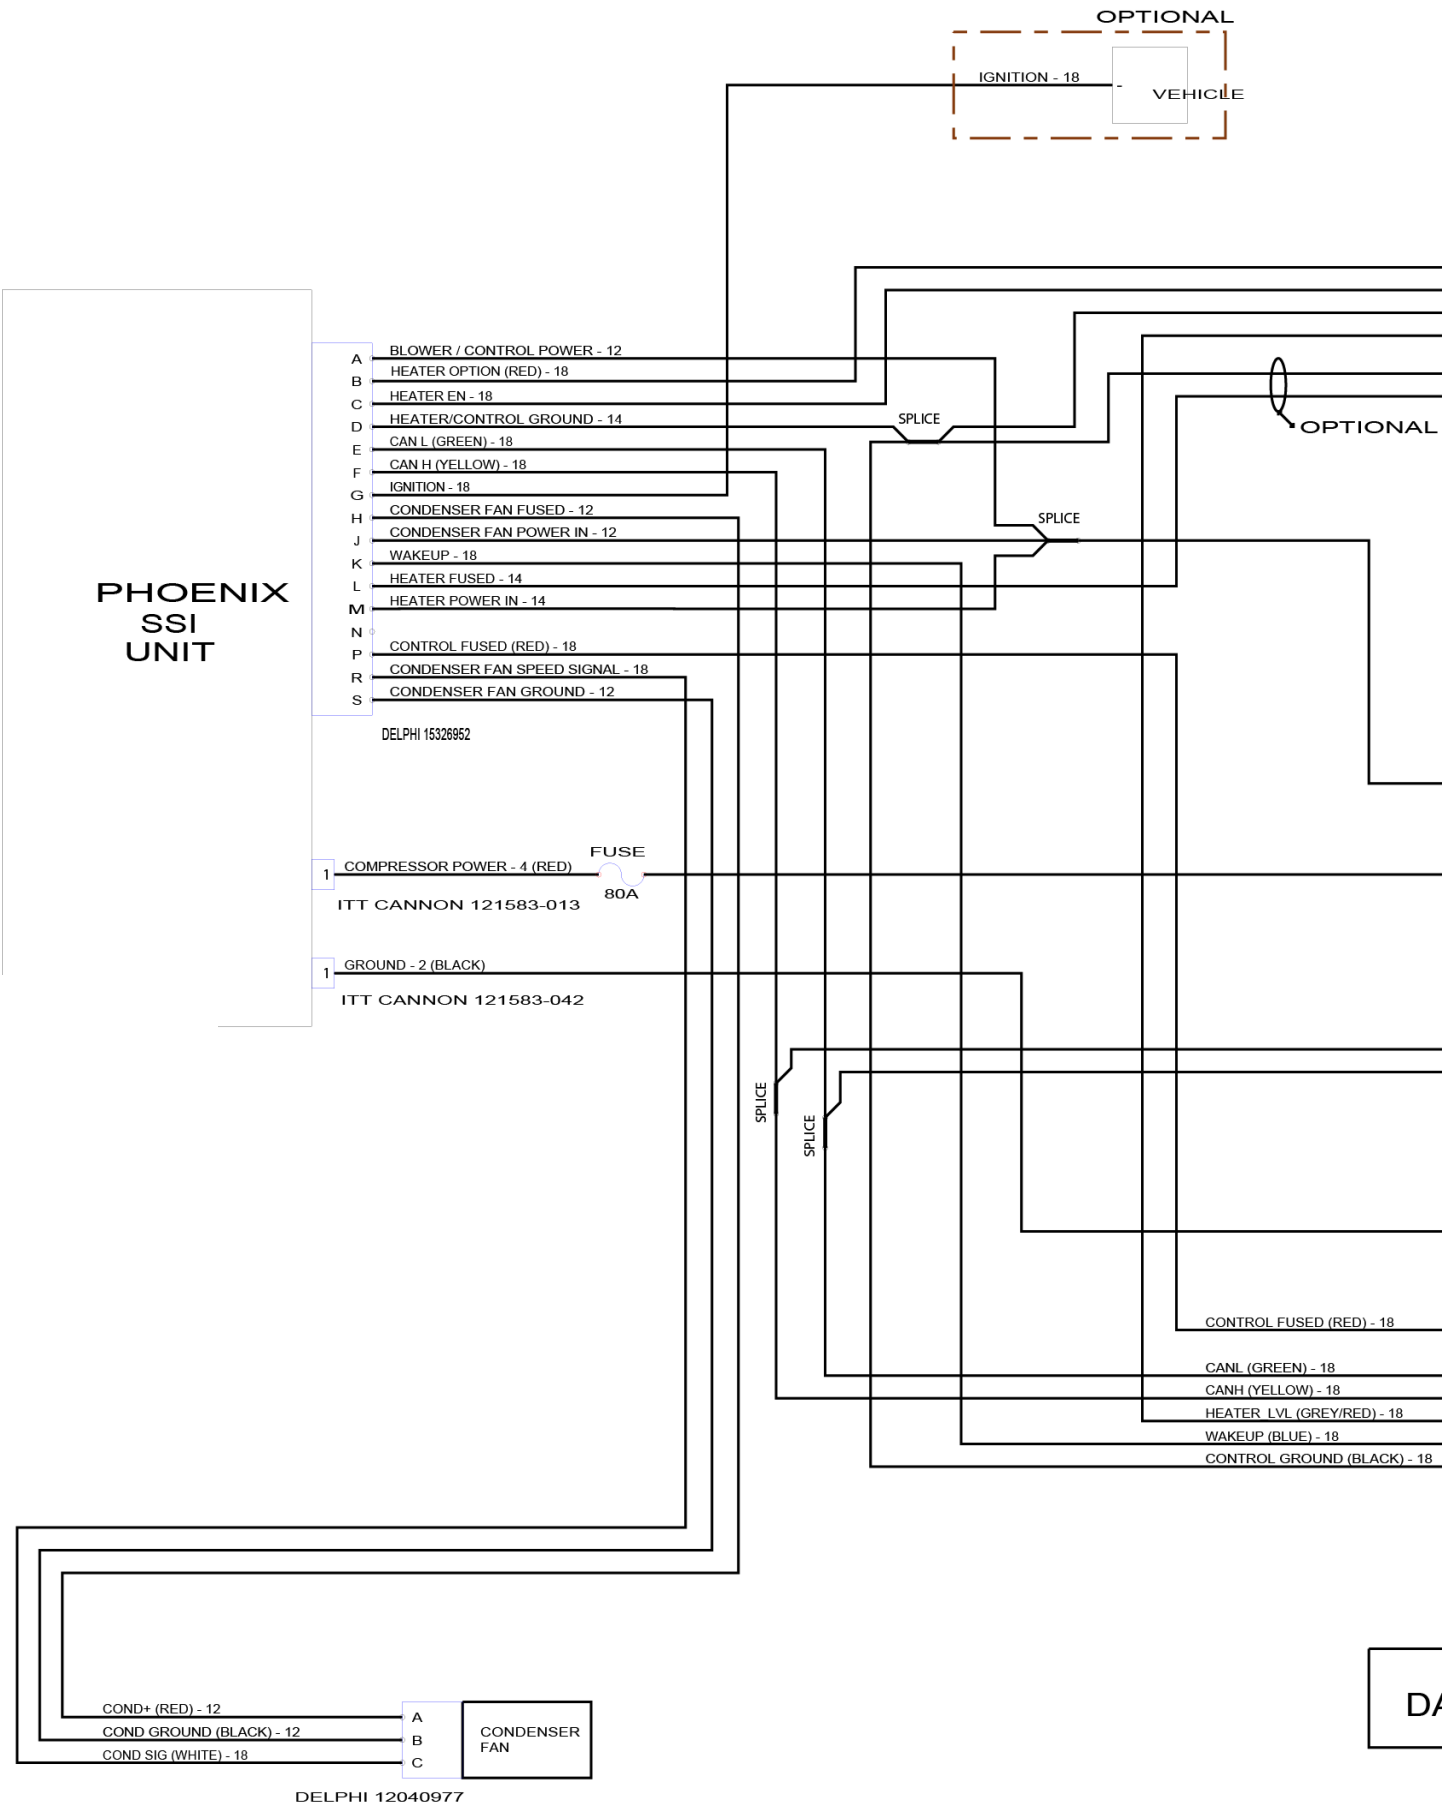 OPTIONAL
IGNITION - 18
-
VEHICLE
A
BLOWER / CONTROL POWER - 12
B
HEATER OPTION (RED) - 18
C
HEATER EN - 18
D
HEATER/CONTROL GROUND - 14
SPLICE
OPTIONAL
E
CAN L (GREEN) - 18
F
CAN H (YELLOW) - 18
G
IGNITION - 18
H
CONDENSER FAN FUSED - 12
SPLICE
J
CONDENSER FAN POWER IN - 12
K
WAKEUP - 18
L
HEATER FUSED - 14
M
HEATER POWER IN - 14
N
P
CONTROL FUSED (RED) - 18
R
CONDENSER FAN SPEED SIGNAL - 18
S
CONDENSER FAN GROUND - 12
PHOENIX
SSI
UNIT
DELPHI 15326952
FUSE
1
COMPRESSOR POWER - 4 (RED)
80A
ITT CANNON 121583-013
1
GROUND - 2 (BLACK)
ITT CANNON 121583-042
SPLICE
SPLICE
CONTROL FUSED (RED) - 18
CANL (GREEN) - 18
CANH (YELLOW) - 18
HEATER LVL (GREY/RED) - 18
WAKEUP (BLUE) - 18
CONTROL GROUND (BLACK) - 18
DA
COND+ (RED) - 12
A
COND GROUND (BLACK) - 12
B
COND SIG (WHITE) - 18
C
CONDENSER
FAN
DELPHI 12040977